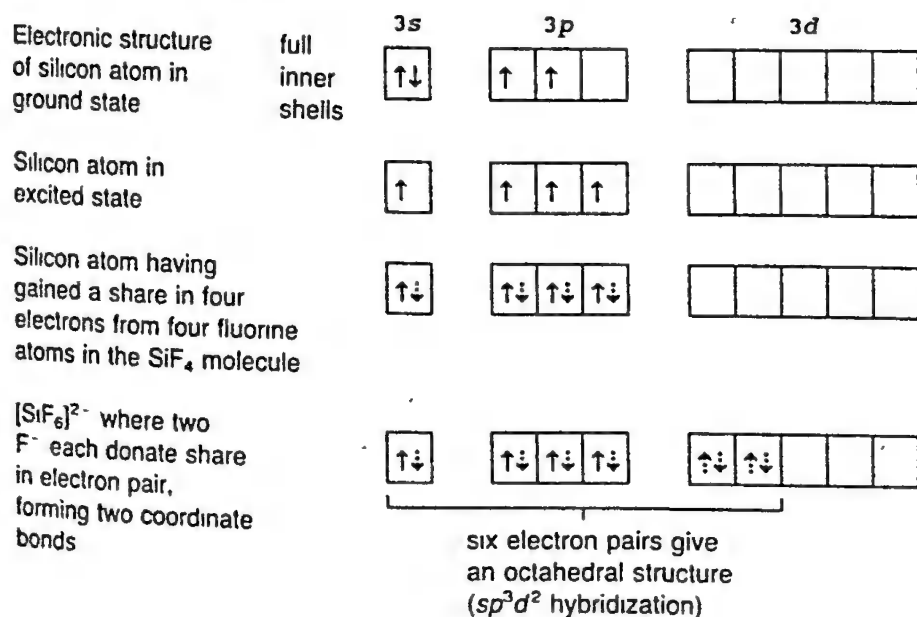 3s 3p 3d
Electronic structure
of silicon atom in
ground state
full
inner
shells
↑↓ ↑ ↑
Silicon atom in
excited state
↑ ↑ ↑ ↑
Silicon atom having
gained a share in four
electrons from four fluorine
atoms in the SiF₄ molecule
↑⇣ ↑⇣ ↑⇣ ↑⇣
[SiF₆]²⁻ where two
F⁻ each donate share
in electron pair,
forming two coordinate
bonds
↑⇣ ↑⇣ ↑⇣ ↑⇣ ⇡⇣ ⇡⇣
six electron pairs give
an octahedral structure
(sp³d² hybridization)